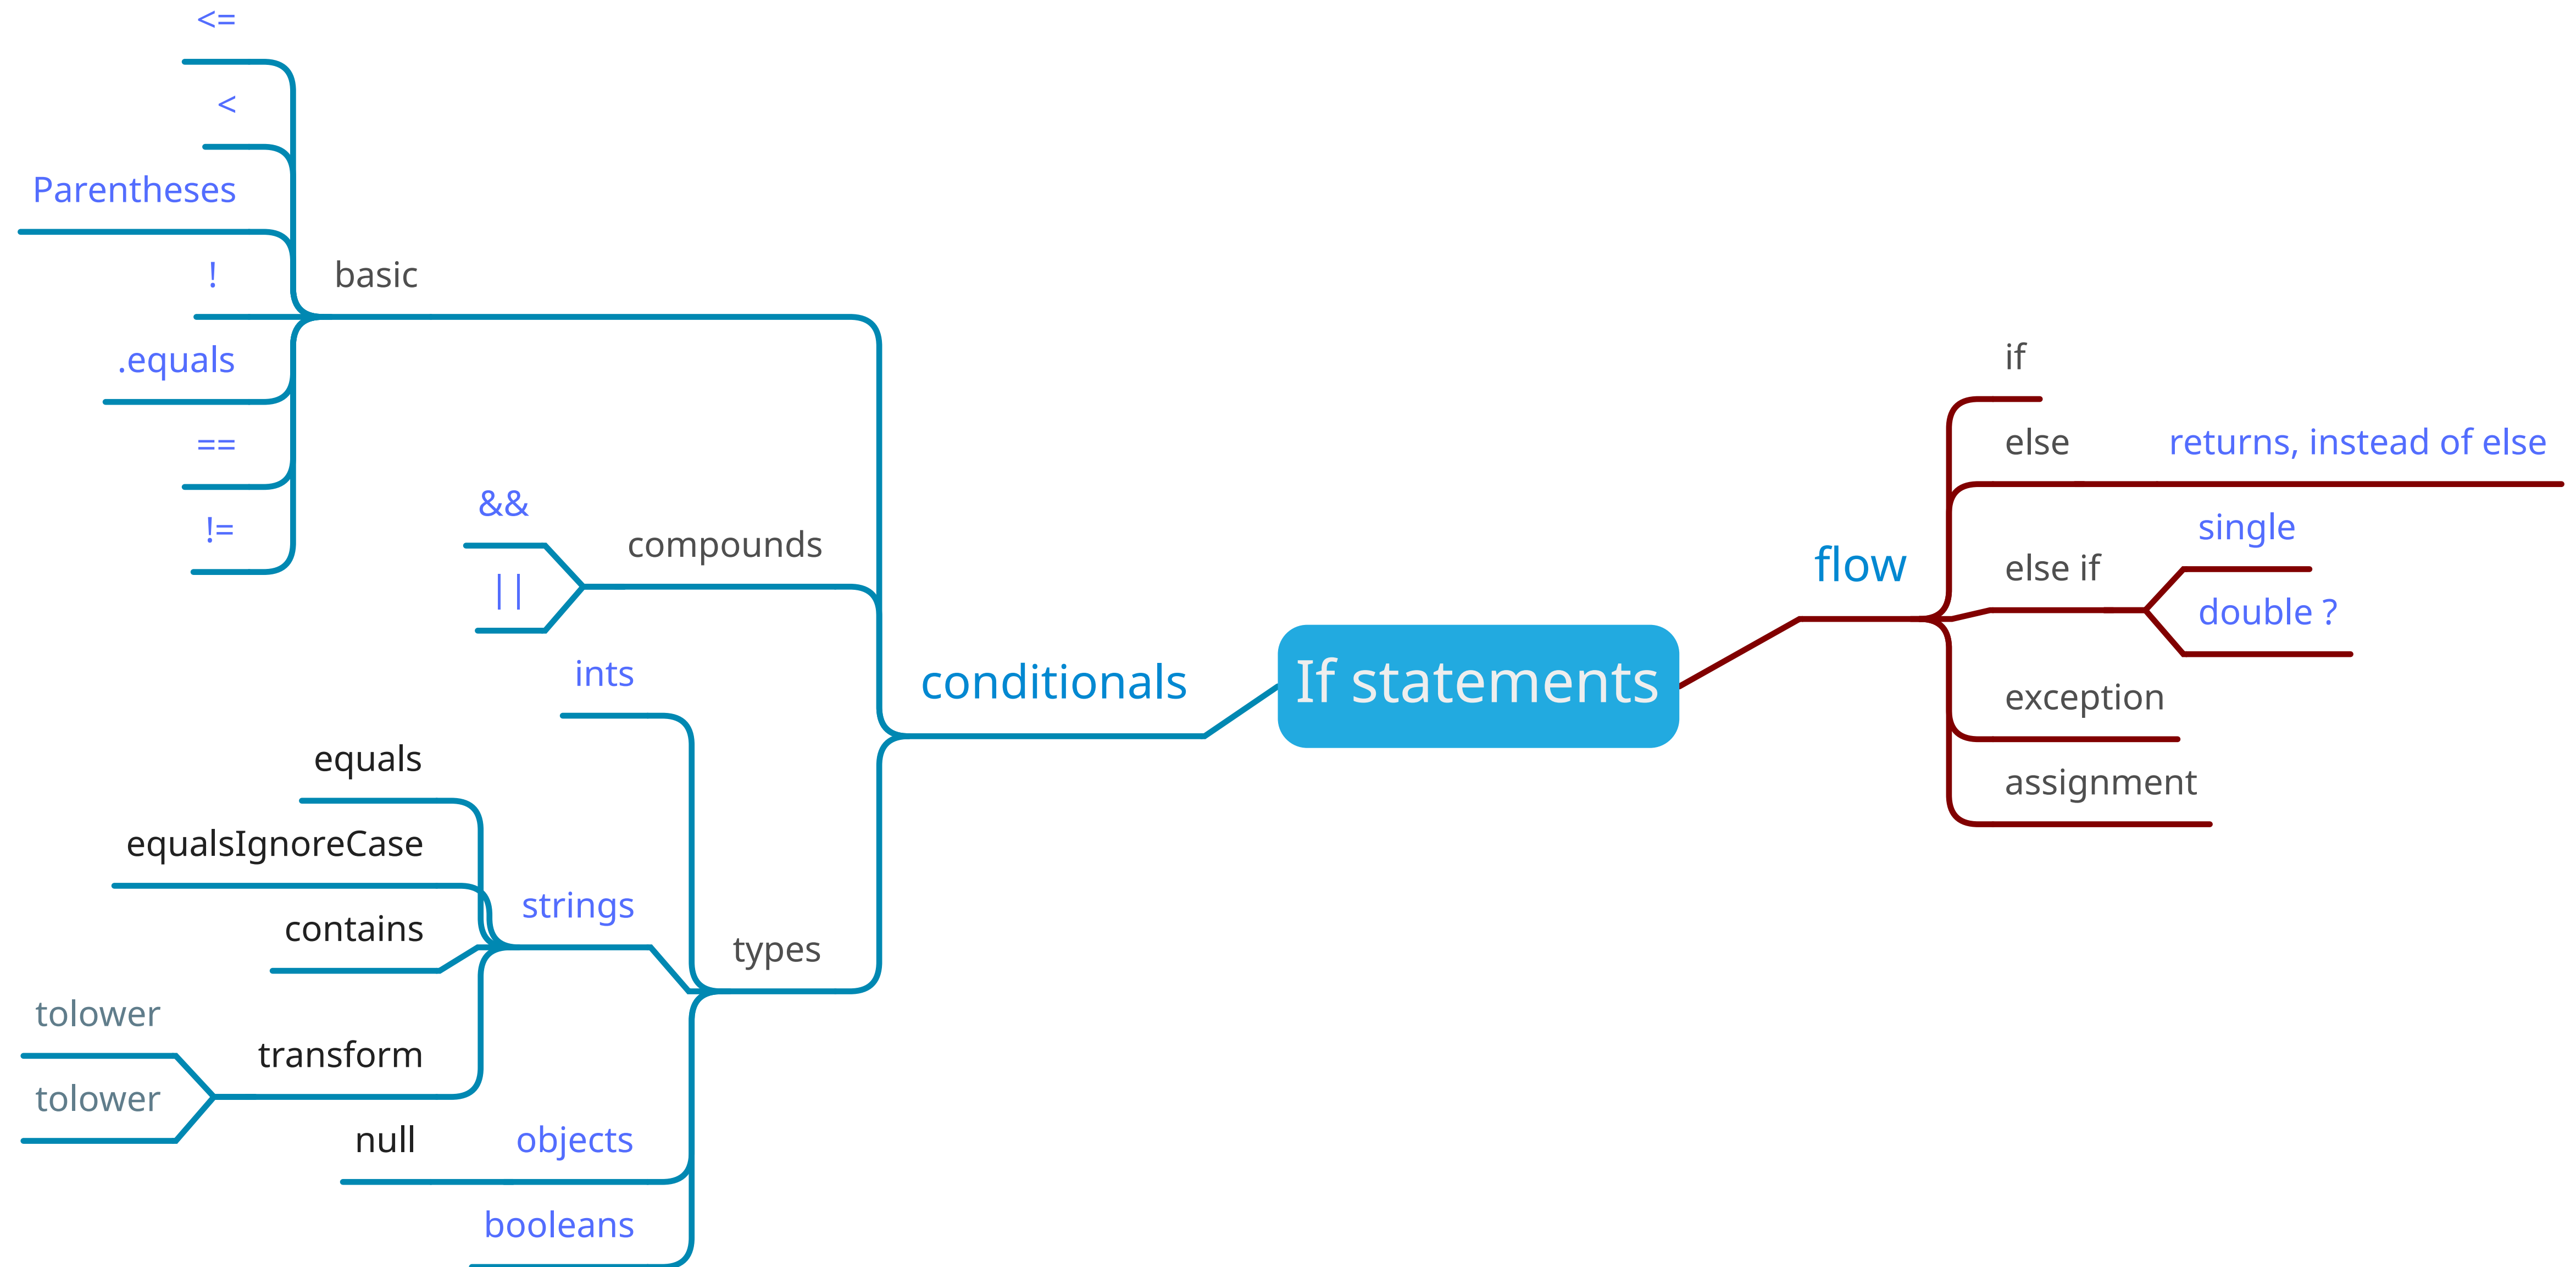 <=
<
Parentheses
!
basic
.equals
==
!=
&&
compounds
||
conditionals
ints
equals
equalsIgnoreCase
strings
contains
types
tolower
transform
tolower
null
objects
booleans
If statements
flow
if
else
returns, instead of else
else if
single
double ?
exception
assignment